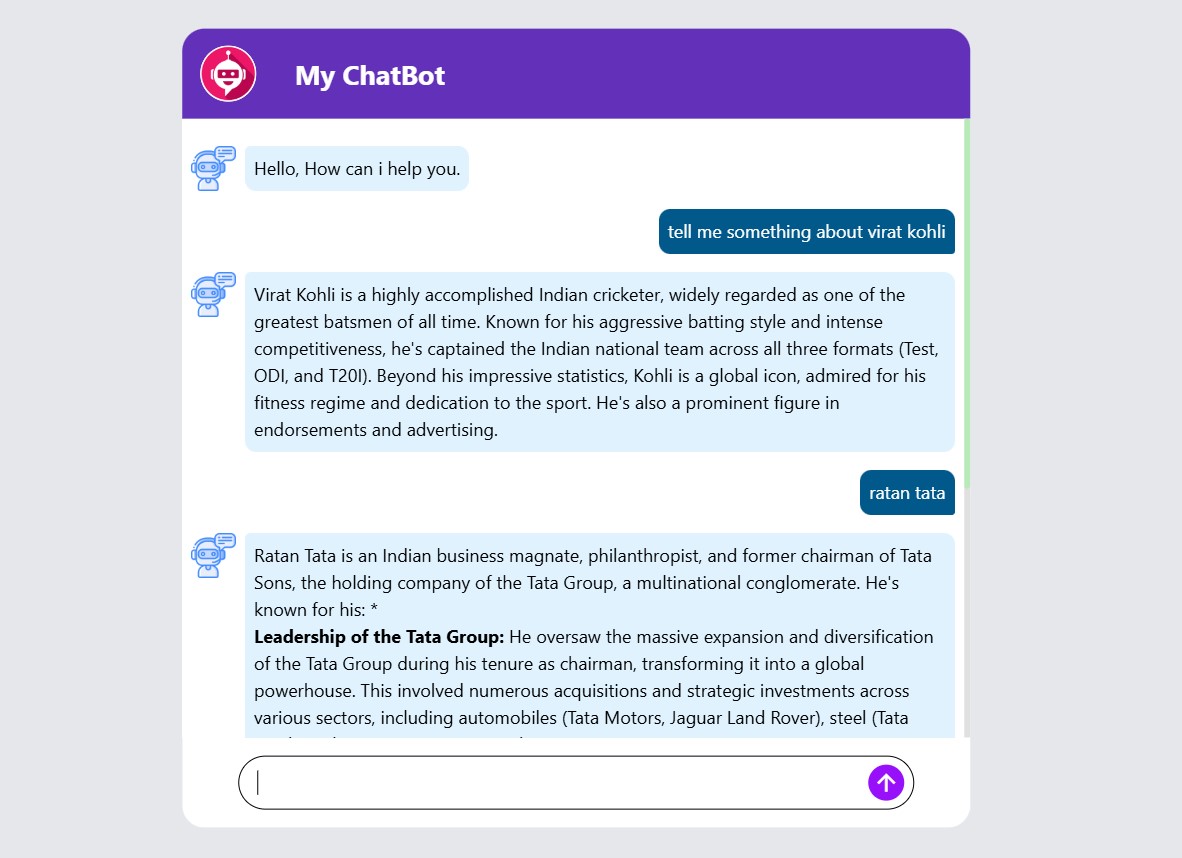 My ChatBot
Hello, How can i help you.
tell me something about virat kohli
Virat Kohli is a highly accomplished Indian cricketer, widely regarded as one of the
greatest batsmen of all time. Known for his aggressive batting style and intense
competitiveness, he's captained the Indian national team across all three formats (Test,
ODI, and T20I). Beyond his impressive statistics, Kohli is a global icon, admired for his
fitness regime and dedication to the sport. He's also a prominent figure in
endorsements and advertising.
ratan tata
Ratan Tata is an Indian business magnate, philanthropist, and former chairman of Tata
Sons, the holding company of the Tata Group, a multinational conglomerate. He's
known for his: *
Leadership of the Tata Group: He oversaw the massive expansion and diversification
of the Tata Group during his tenure as chairman, transforming it into a global
powerhouse. This involved numerous acquisitions and strategic investments across
various sectors, including automobiles (Tata Motors, Jaguar Land Rover), steel (Tata